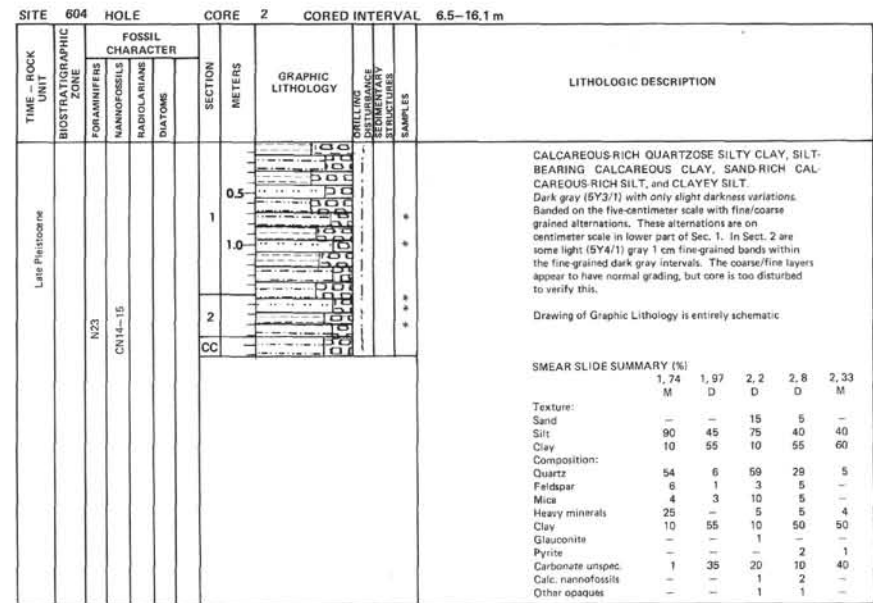 SITE 604 HOLE CORE 2 CORED INTERVAL 6.5–16.1 m
TIME – ROCK UNIT
BIOSTRATIGRAPHIC ZONE
FOSSIL CHARACTER
FORAMINIFERS
NANNOFOSSILS
RADIOLARIANS
DIATOMS
SECTION
METERS
GRAPHIC LITHOLOGY
DRILLING DISTURBANCE
SEDIMENTARY STRUCTURES
SAMPLES
LITHOLOGIC DESCRIPTION
Late Pleistocene
N23
CN14–15
1
2
CC
0.5
1.0
*
*
*
*
*
CALCAREOUS-RICH QUARTZOSE SILTY CLAY, SILT-
BEARING CALCAREOUS CLAY, SAND-RICH CAL-
CAREOUS-RICH SILT, and CLAYEY SILT.
Dark gray (5Y3/1) with only slight darkness variations.
Banded on the five-centimeter scale with fine/coarse
grained alternations. These alternations are on
centimeter scale in lower part of Sec. 1. In Sect. 2 are
some light (5Y4/1) gray 1 cm fine-grained bands within
the fine-grained dark gray intervals. The coarse/fine layers
appear to have normal grading, but core is too disturbed
to verify this.
Drawing of Graphic Lithology is entirely schematic
SMEAR SLIDE SUMMARY (%)
1, 74 1, 97 2, 2 2, 8 2, 33
M D D D M
Texture:
Sand – – 15 5 –
Silt 90 45 75 40 40
Clay 10 55 10 55 60
Composition:
Quartz 54 6 59 29 5
Feldspar 6 1 3 5 –
Mica 4 3 10 5 –
Heavy minerals 25 – 5 5 4
Clay 10 55 10 50 50
Glauconite – – 1 – –
Pyrite – – – 2 1
Carbonate unspec. 1 35 20 10 40
Calc. nannofossils – – 1 2 –
Other opaques – – 1 1 –